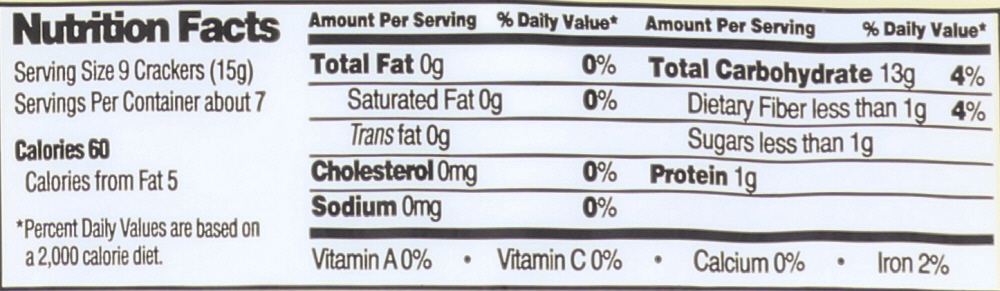 Nutrition Facts
Serving Size 9 Crackers (15g)
Servings Per Container about 7
Calories 60
Calories from Fat 5
*Percent Daily Values are based on
a 2,000 calorie diet.
Amount Per Serving % Daily Value*
Total Fat 0g 0%
Saturated Fat 0g 0%
Trans fat 0g
Cholesterol 0mg 0%
Sodium 0mg 0%
Amount Per Serving % Daily Value*
Total Carbohydrate 13g 4%
Dietary Fiber less than 1g 4%
Sugars less than 1g
Protein 1g
Vitamin A 0% • Vitamin C 0% • Calcium 0% • Iron 2%